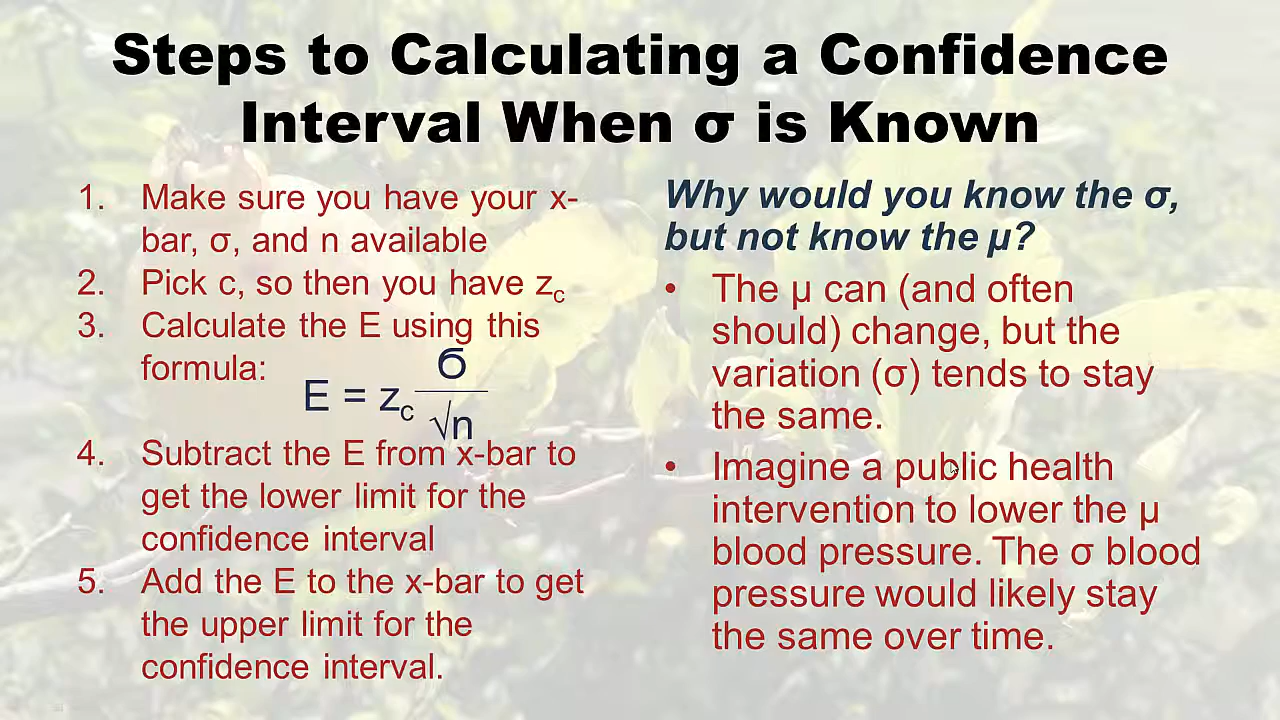 Steps to Calculating a Confidence
Interval When σ is Known
1. Make sure you have your x-
bar, σ, and n available
2. Pick c, so then you have zc
3. Calculate the E using this
formula:
E = zc σ/√n
4. Subtract the E from x-bar to
get the lower limit for the
confidence interval
5. Add the E to the x-bar to get
the upper limit for the
confidence interval.
Why would you know the σ,
but not know the µ?
• The µ can (and often
should) change, but the
variation (σ) tends to stay
the same.
• Imagine a public health
intervention to lower the µ
blood pressure. The σ blood
pressure would likely stay
the same over time.